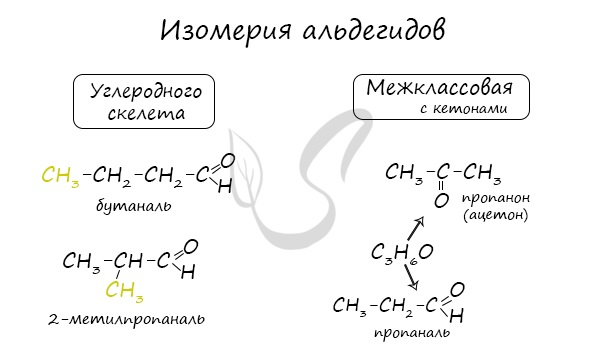 Изомерия альдегидов
Углеродного
скелета
CH₃-CH₂-CH₂-C
O
H
бутаналь
CH₃-CH-C
O
H
CH₃
2-метилпропаналь
Межклассовая
с кетонами
CH₃-C-CH₃
O
пропанон
(ацетон)
C₃H₆O
CH₃-CH₂-C
O
H
пропаналь